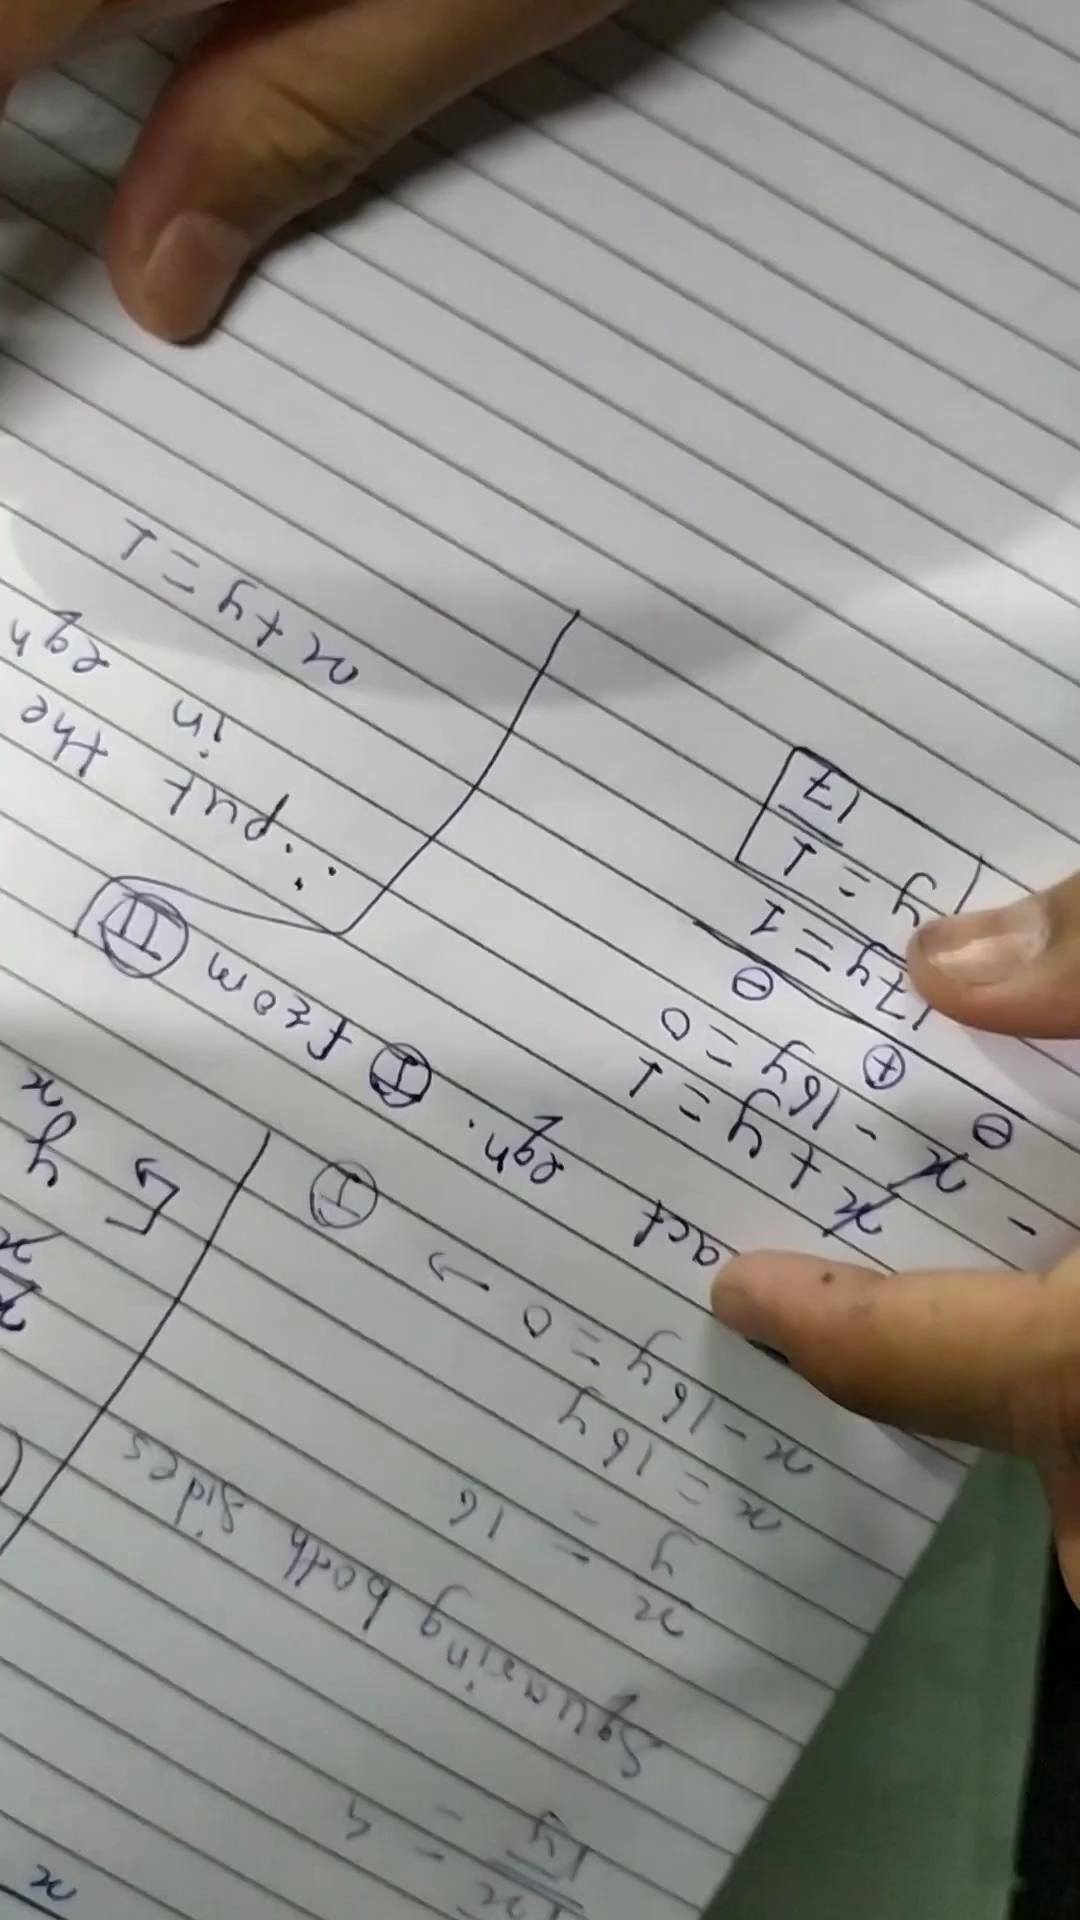 √x/√y = 4
Squaring both sides
x/y = 16
x = 16y
x - 16y = 0 → I
eqn. I from II
x + y = 1
- x - 16y = 0
⊖ ⊕ ⊖
17y = 1
y = 1/17
∴ put the
in eqn
x + y = 1
y
x
x